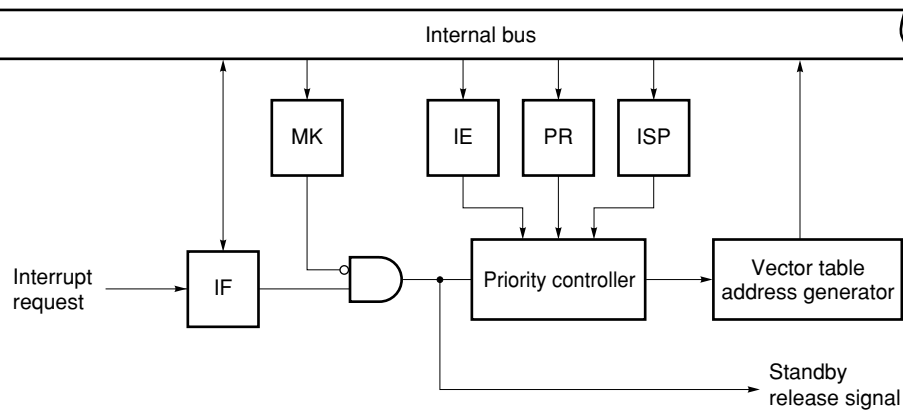 Internal bus
MK
IE
PR
ISP
Interrupt
request
IF
Priority controller
Vector table
address generator
Standby
release signal